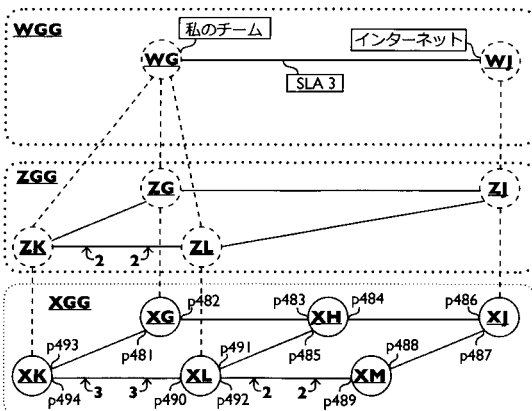 WGG
私のチーム
インターネット
WG
WJ
SLA 3
ZGG
ZG
ZJ
ZK
2
2
ZL
XGG
p482
p483
p484
p486
XG
XH
XJ
p493
p481
p491
p485
p488
p487
XK
XL
XM
p494
3
3
p490
p492
2
2
p489